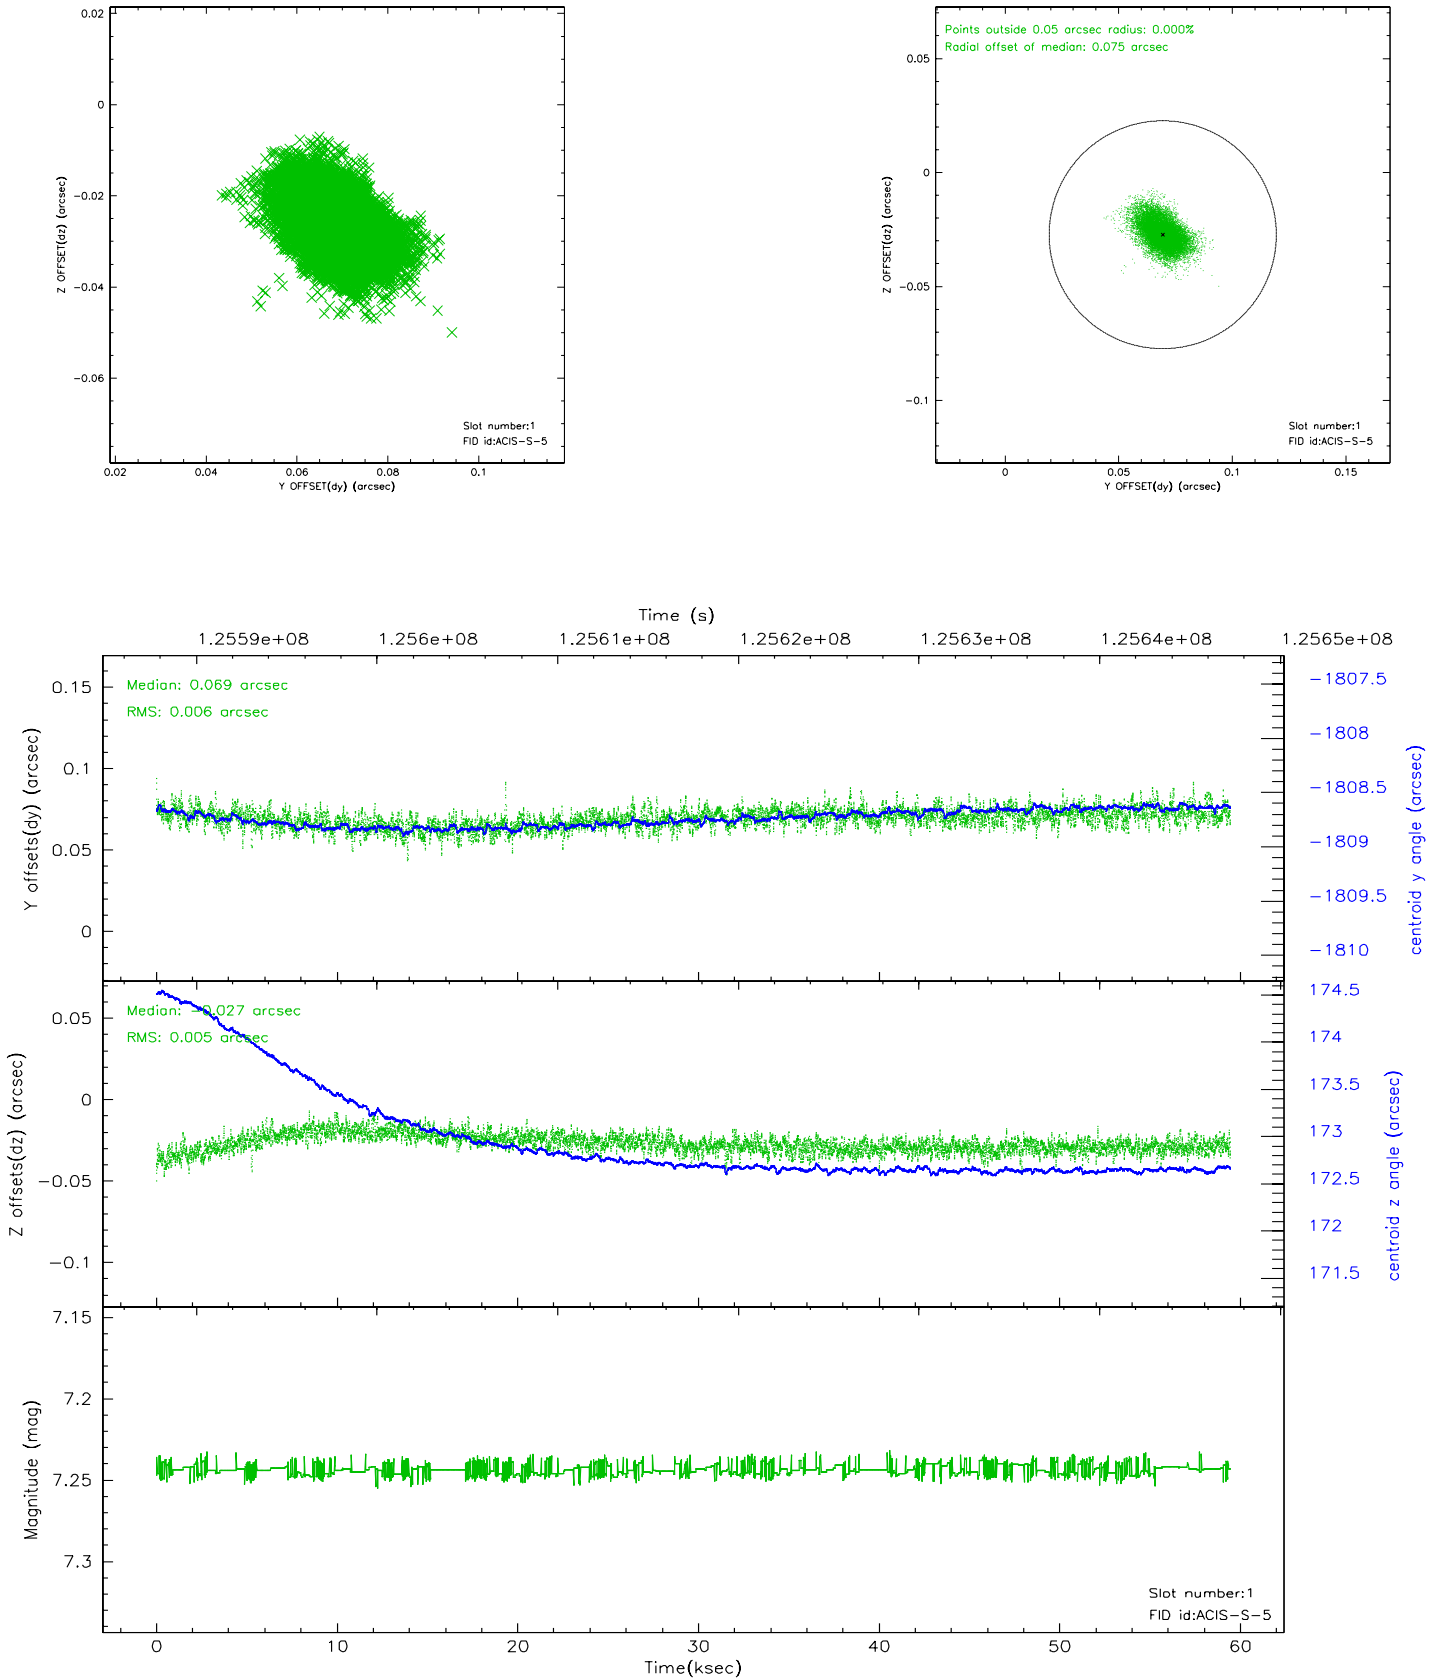 0.02
0
−0.02
−0.04
−0.06
Z OFFSET(dz) (arcsec)
0.02
0.04
0.06
0.08
0.1
Y OFFSET(dy) (arcsec)
Slot number:1
FID id:ACIS−S−5
Points outside 0.05 arcsec radius: 0.000%
Radial offset of median: 0.075 arcsec
0.05
0
−0.05
−0.1
Z OFFSET(dz) (arcsec)
0
0.05
0.1
0.15
Y OFFSET(dy) (arcsec)
Slot number:1
FID id:ACIS−S−5
Time (s)
1.2559e+08
1.256e+08
1.2561e+08
1.2562e+08
1.2563e+08
1.2564e+08
1.2565e+08
Median: 0.069 arcsec
RMS: 0.006 arcsec
0.15
0.1
0.05
0
Y offsets(dy) (arcsec)
−1807.5
−1808
−1808.5
−1809
−1809.5
−1810
centroid y angle (arcsec)
Median: −0.027 arcsec
RMS: 0.005 arcsec
0.05
0
−0.05
−0.1
Z offsets(dz) (arcsec)
174.5
174
173.5
173
172.5
172
171.5
centroid z angle (arcsec)
7.15
7.2
7.25
7.3
Magnitude (mag)
Slot number:1
FID id:ACIS−S−5
0
10
20
30
40
50
60
Time(ksec)